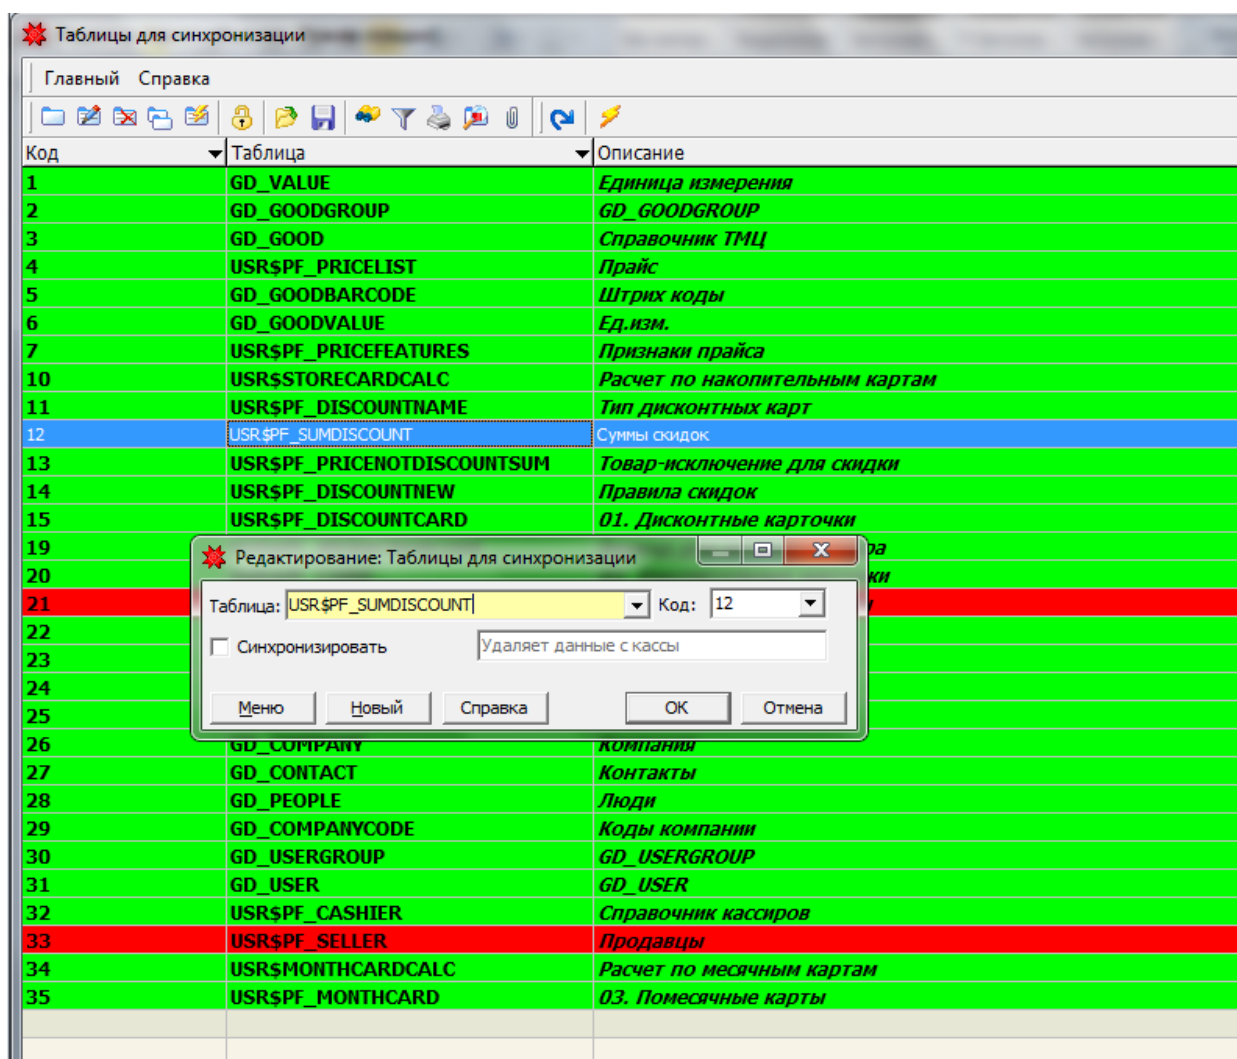 Таблицы для синхронизации
Главный Справка
Код Таблица Описание
1 GD_VALUE Единица измерения
2 GD_GOODGROUP GD_GOODGROUP
3 GD_GOOD Справочник ТМЦ
4 USR$PF_PRICELIST Прайс
5 GD_GOODBARCODE Штрих коды
6 GD_GOODVALUE Ед.изм.
7 USR$PF_PRICEFEATURES Признаки прайса
10 USR$STORECARDCALC Расчет по накопительным картам
11 USR$PF_DISCOUNTNAME Тип дисконтных карт
12 USR$PF_SUMDISCOUNT Суммы скидок
13 USR$PF_PRICENOTDISCOUNTSUM Товар-исключение для скидки
14 USR$PF_DISCOUNTNEW Правила скидок
15 USR$PF_DISCOUNTCARD 01. Дисконтные карточки
19
20
21
22
23
24
25
Редактирование: Таблицы для синхронизации
Таблица: USR$PF_SUMDISCOUNT Код: 12
Синхронизировать Удаляет данные с кассы
Меню Новый Справка OK Отмена
26 GD_COMPANY Компания
27 GD_CONTACT Контакты
28 GD_PEOPLE Люди
29 GD_COMPANYCODE Коды компании
30 GD_USERGROUP GD_USERGROUP
31 GD_USER GD_USER
32 USR$PF_CASHIER Справочник кассиров
33 USR$PF_SELLER Продавцы
34 USR$MONTHCARDCALC Расчет по месячным картам
35 USR$PF_MONTHCARD 03. Помесячные карты